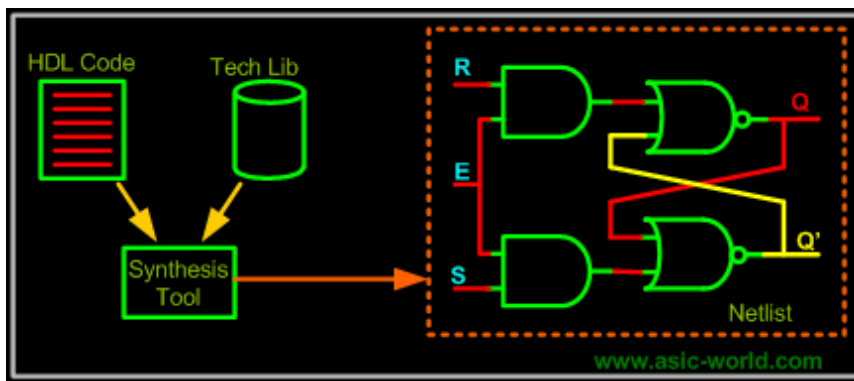 HDL Code
Tech Lib
Synthesis
Tool
R
E
S
Q
Q'
Netlist
www.asic-world.com